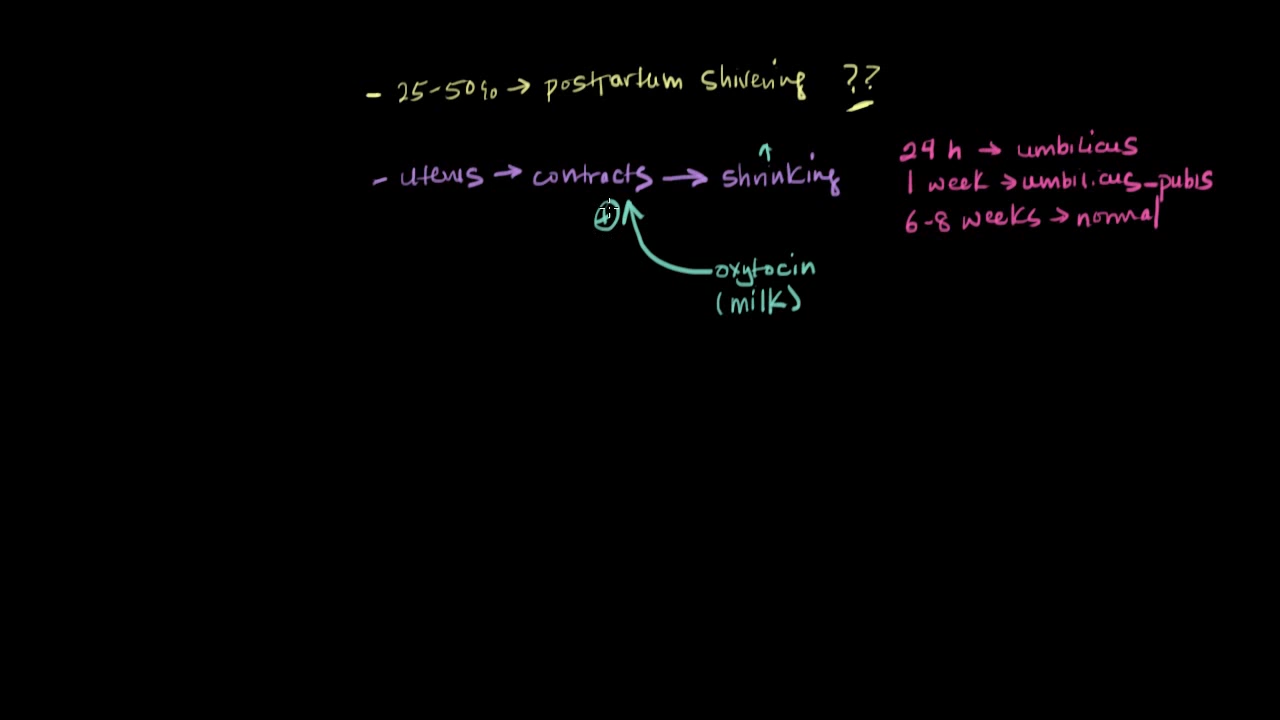 - 25-50% → postpartum shivering ??
- uterus → contracts → shrinking ↑
24 h → umbilicus
1 week → umbilicus-pubis
6-8 weeks → normal
+
oxytocin
(milk)